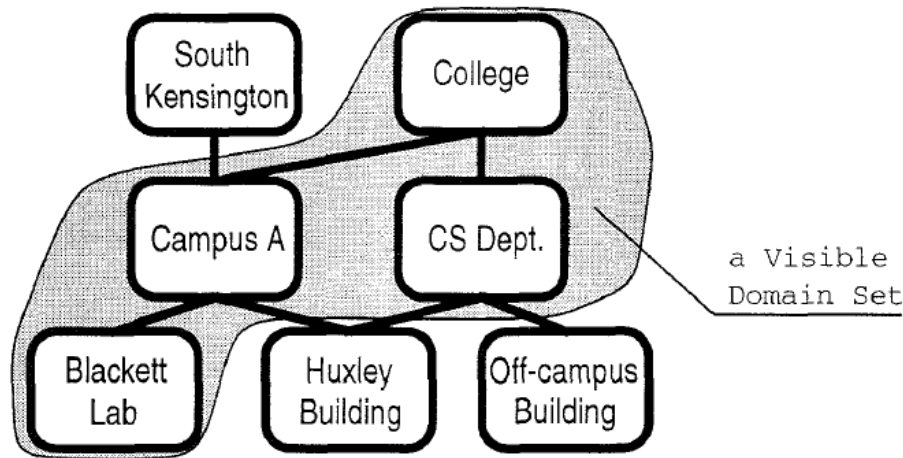 South
Kensington
College
Campus A
CS Dept.
a Visible
Domain Set
Blackett
Lab
Huxley
Building
Off-campus
Building